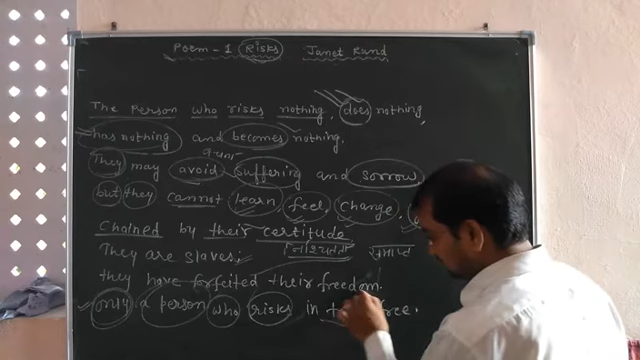 Poem-1 Risks Janet Rand
The Person who risks nothing, does nothing,
has nothing and becomes nothing.
They may avoid suffering and sorrow
but they cannot learn, feel, change,
Chained by their certitude
They are slaves, निश्चितता समाप्त
they have forfeited their freedom.
only a person who risks in free.